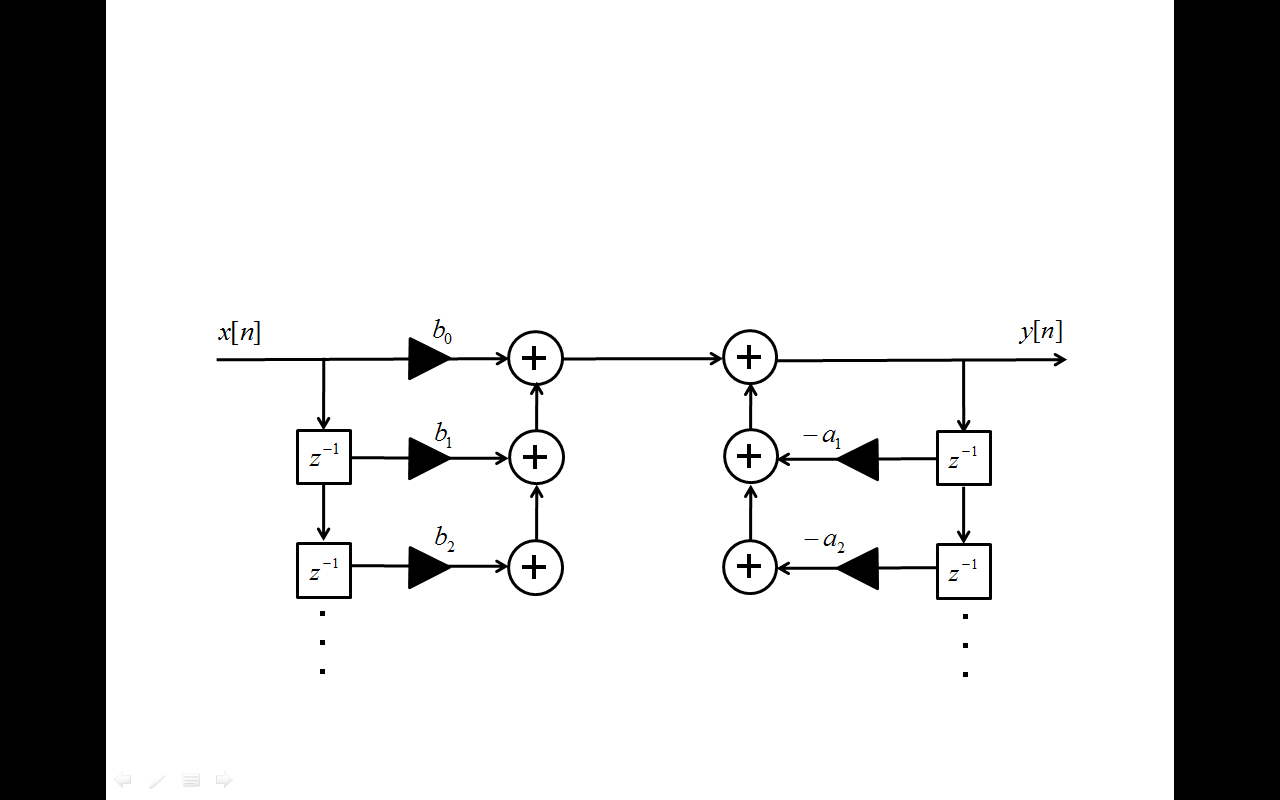 x[n] b₀ + + y[n]
z⁻¹ b₁ + + −a₁ z⁻¹
z⁻¹ b₂ + + −a₂ z⁻¹